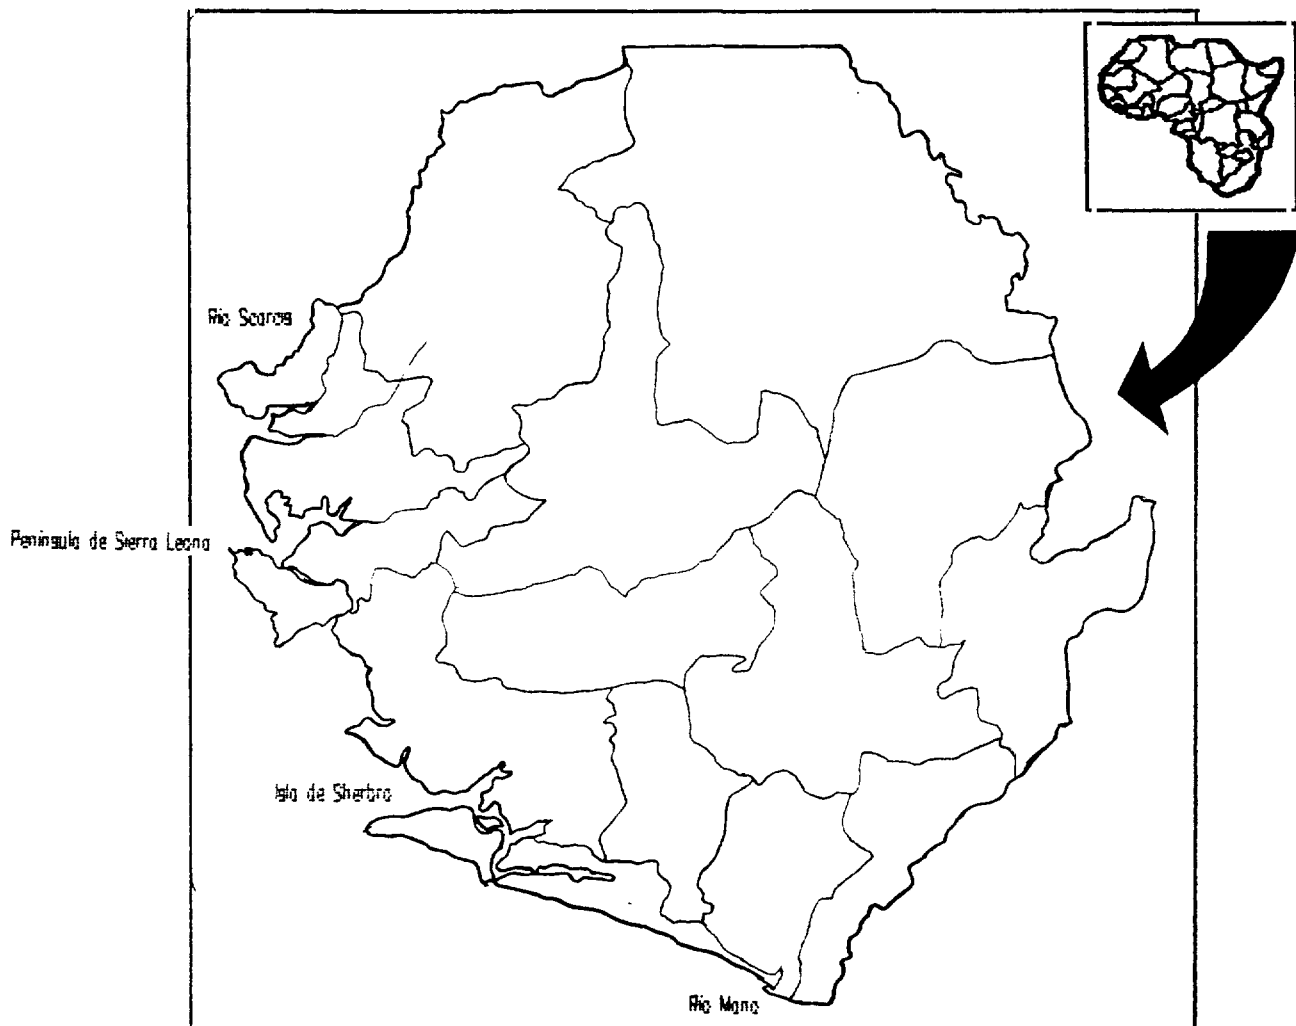 Río Scarcies
Península de Sierra Leona
Isla de Sherbro
Río Mano